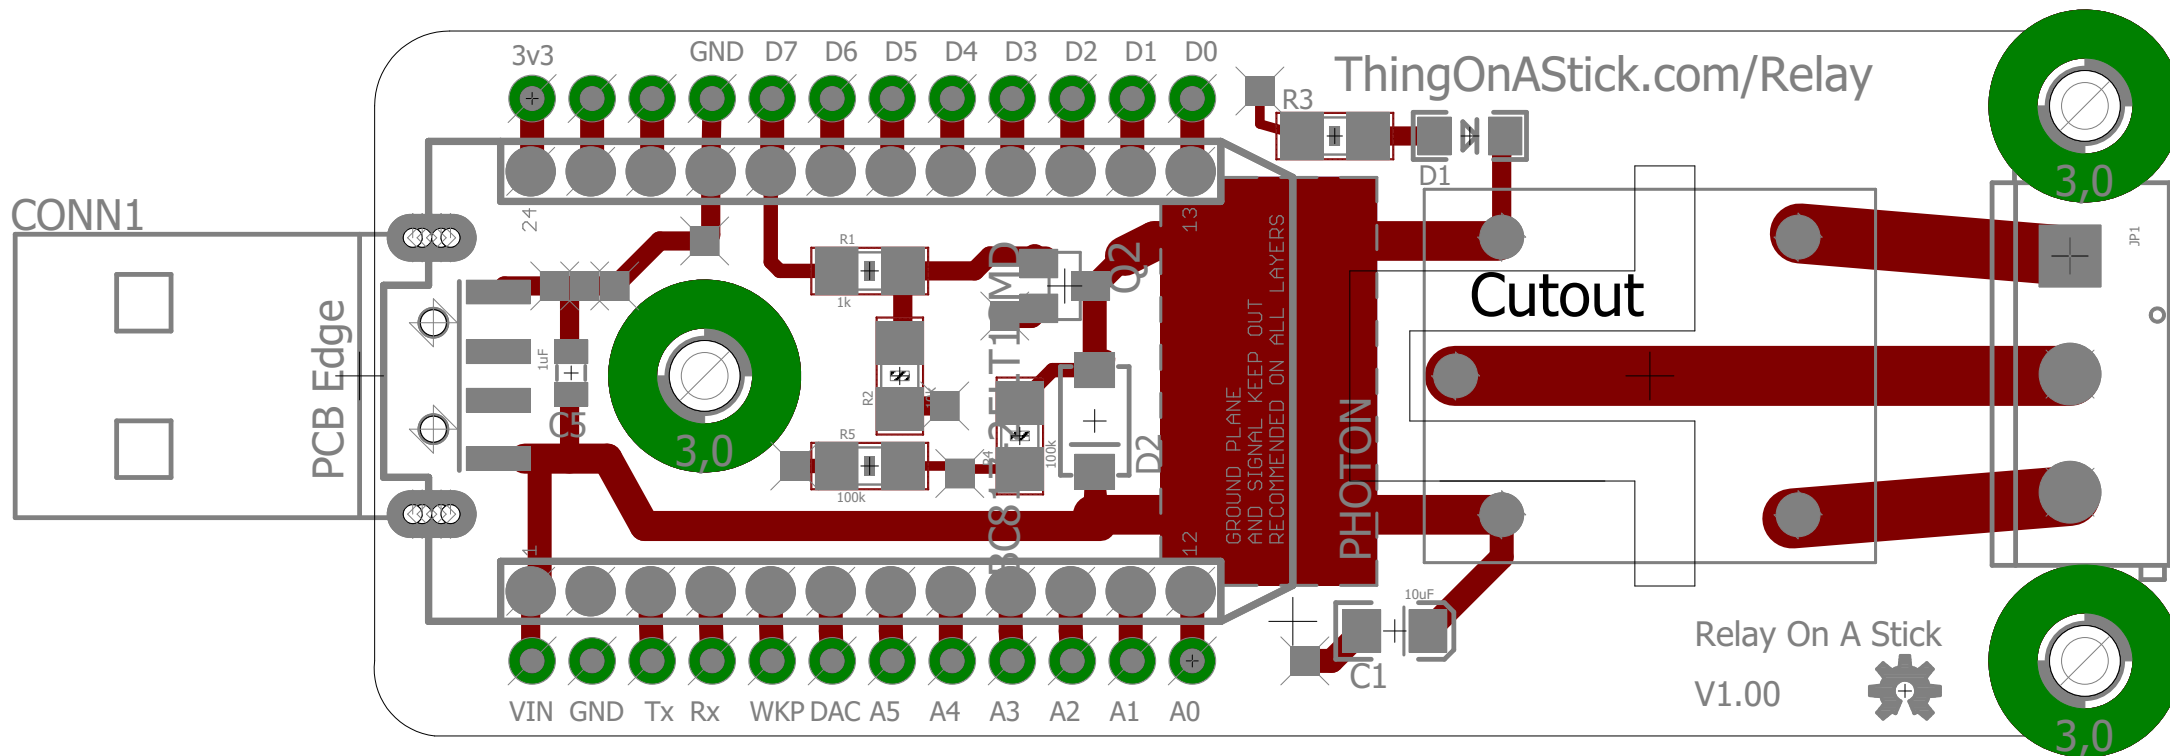 3v3
GND D7 D6 D5 D4 D3 D2 D1 D0
ThingOnAStick.com/Relay
R3
D1
3,0
CONN1
24
13
R1
1k
Q2
JP1
Cutout
PCB Edge
1uF
C5
3,0
R2
R4
100k
D2
R5
100k
GROUND PLANE
AND SIGNAL KEEP OUT
RECOMMENDED ON ALL LAYERS
PHOTON
1
12
10uF
C1
Relay On A Stick
V1.00
3,0
VIN GND Tx Rx WKP DAC A5 A4 A3 A2 A1 A0